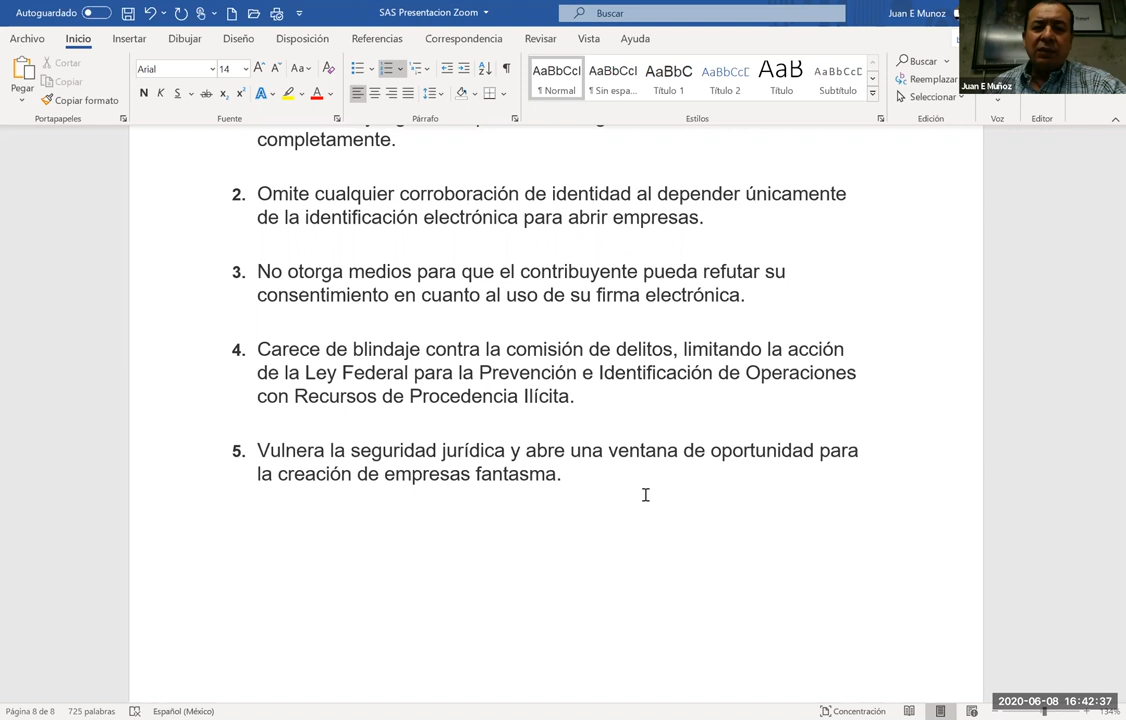 Autoguardado
SAS Presentacion Zoom
Buscar
Juan E Munoz
Archivo Inicio Insertar Dibujar Diseño Disposición Referencias Correspondencia Revisar Vista Ayuda
Pegar
Cortar
Copiar
Copiar formato
Portapapeles
Arial 14
Aa
N K S ab x₂ x²
Fuente
Párrafo
AaBbCcI AaBbCcI AaBbC AaBbCcD AaB AaBbCcD
¶ Normal ¶ Sin espa... Título 1 Título 2 Título Subtítulo
Estilos
Buscar
Reemplazar
Seleccionar
Edición
Voz
Editor
Juan E Muñoz
completamente.
2. Omite cualquier corroboración de identidad al depender únicamente
de la identificación electrónica para abrir empresas.
3. No otorga medios para que el contribuyente pueda refutar su
consentimiento en cuanto al uso de su firma electrónica.
4. Carece de blindaje contra la comisión de delitos, limitando la acción
de la Ley Federal para la Prevención e Identificación de Operaciones
con Recursos de Procedencia Ilícita.
5. Vulnera la seguridad jurídica y abre una ventana de oportunidad para
la creación de empresas fantasma.
Página 8 de 8 725 palabras Español (México)
Concentración
134%
2020-06-08 16:42:37